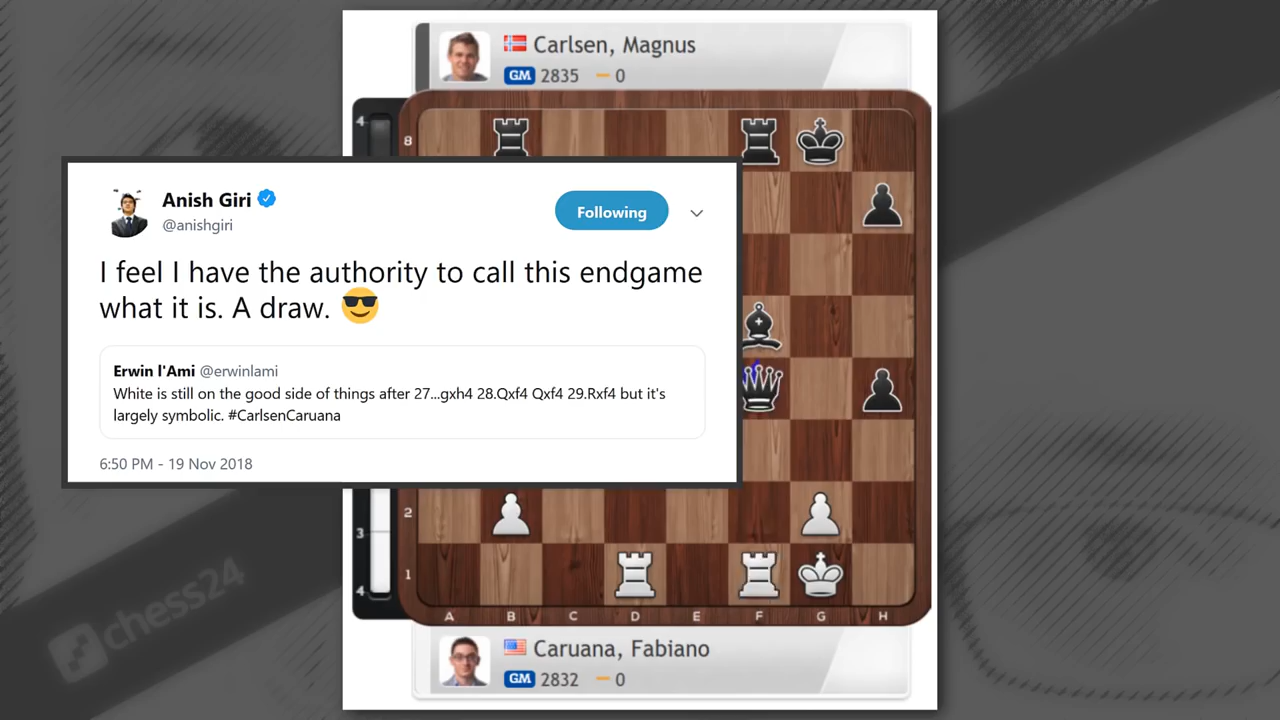 Carlsen, Magnus
GM 2835 – 0
4
8
Anish Giri
@anishgiri
Following
I feel I have the authority to call this endgame
what it is. A draw. 😎
Erwin l'Ami @erwinlami
White is still on the good side of things after 27...gxh4 28.Qxf4 Qxf4 29.Rxf4 but it's
largely symbolic. #CarlsenCaruana
6:50 PM - 19 Nov 2018
2
3
1
4
A B C D E F G H
chess24
Caruana, Fabiano
GM 2832 – 0